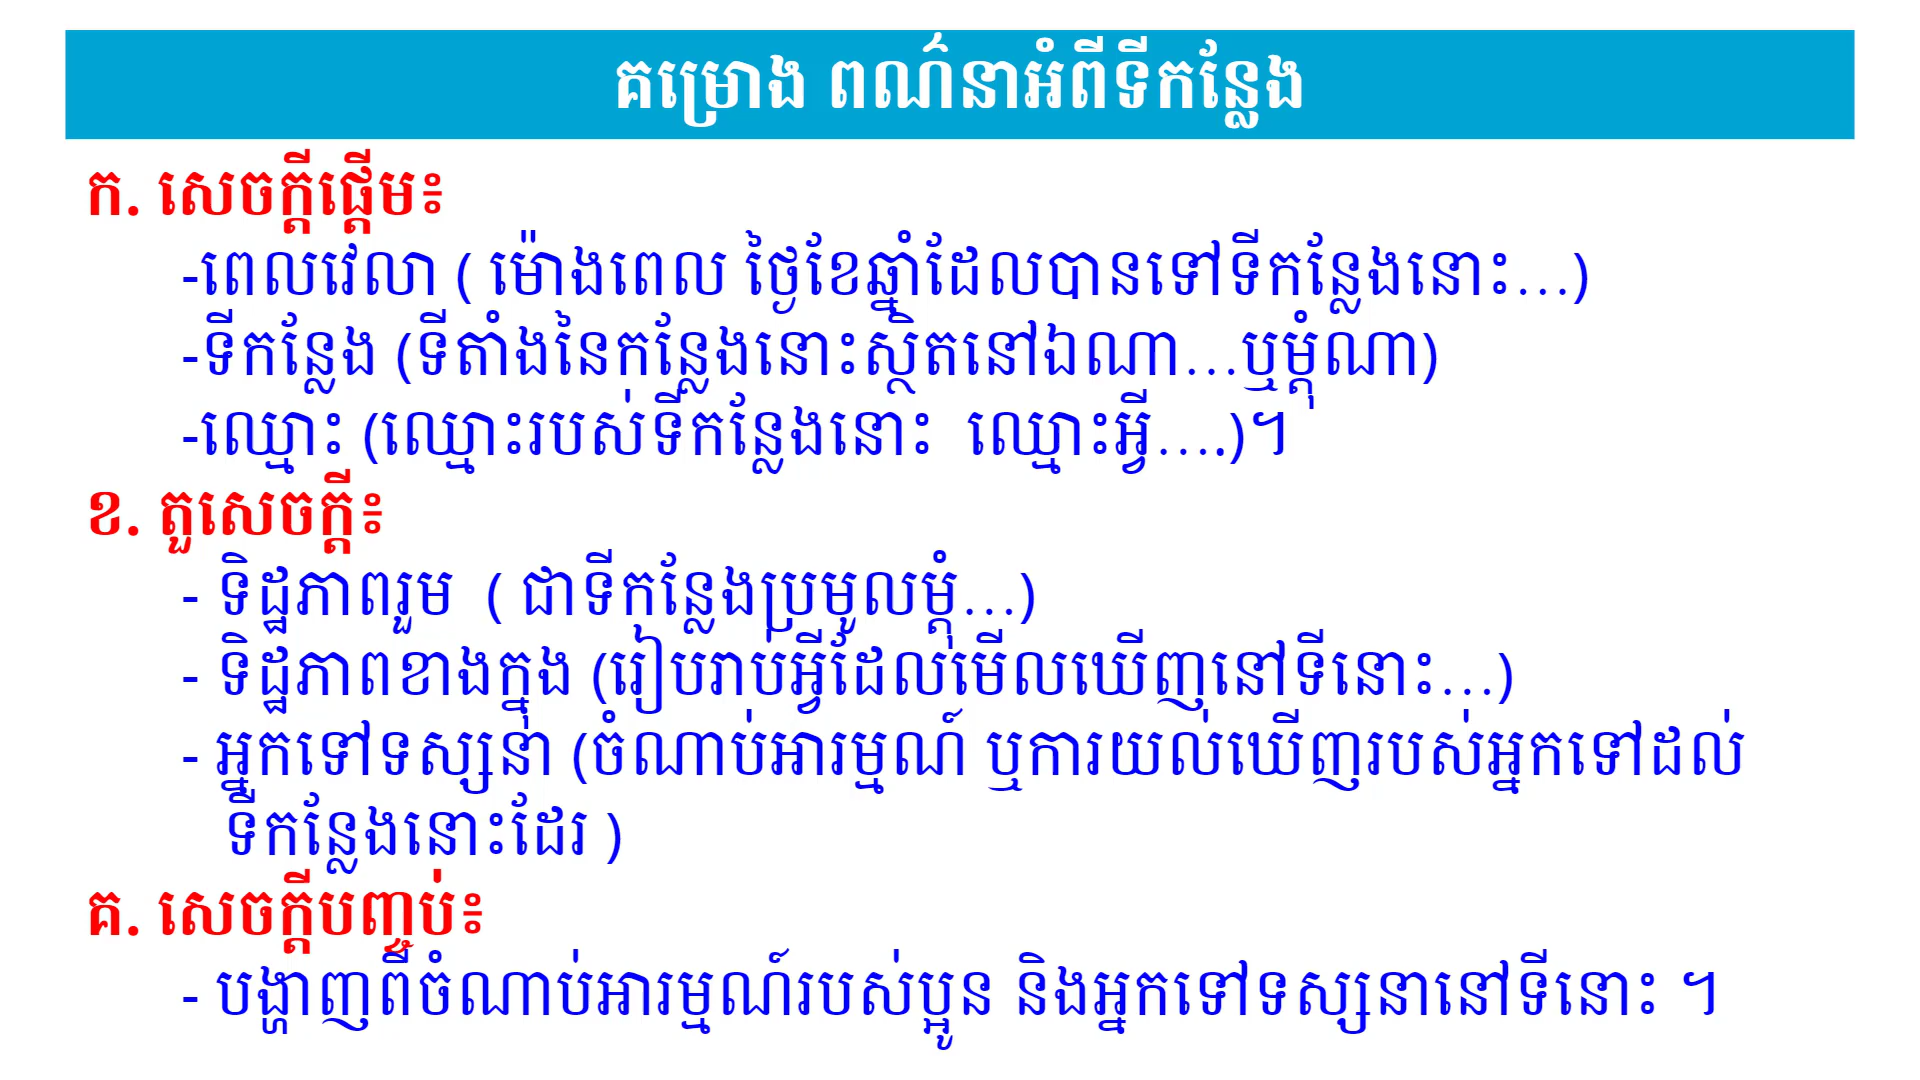 គម្រោង ពណ៌នាអំពីទីកន្លែង
ក. សេចក្ដីផ្ដើម៖
-ពេលវេលា ( ម៉ោងពេល ថ្ងៃខែឆ្នាំដែលបានទៅទីកន្លែងនោះ…)
-ទីកន្លែង (ទីតាំងនៃកន្លែងនោះស្ថិតនៅឯណា…ឬម្ដុំណា)
-ឈ្មោះ (ឈ្មោះរបស់ទីកន្លែងនោះ ឈ្មោះអ្វី….)។
ខ. តួសេចក្ដី៖
- ទិដ្ឋភាពរួម ( ជាទីកន្លែងប្រមូលម្ដុំ…)
- ទិដ្ឋភាពខាងក្នុង (រៀបរាប់អ្វីដែលមើលឃើញនៅទីនោះ…)
- អ្នកទៅទស្សនា (ចំណាប់អារម្មណ៍ ឬការយល់ឃើញរបស់អ្នកទៅដល់
ទីកន្លែងនោះដែរ )
គ. សេចក្ដីបញ្ចប់៖
- បង្ហាញពីចំណាប់អារម្មណ៍របស់ប្អូន និងអ្នកទៅទស្សនានៅទីនោះ ។